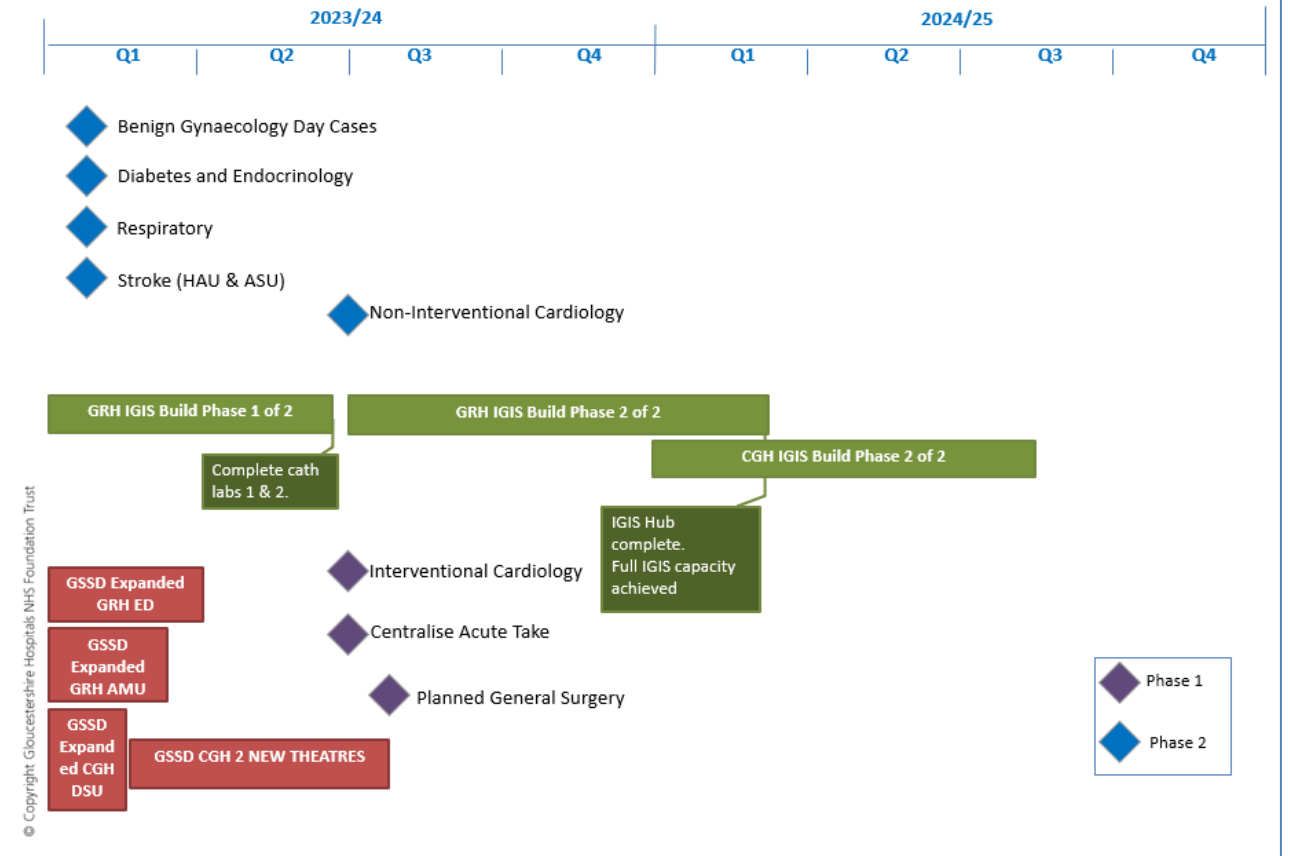 2023/24
2024/25
Q1
Q2
Q3
Q4
Q1
Q2
Q3
Q4
Benign Gynaecology Day Cases
Diabetes and Endocrinology
Respiratory
Stroke (HAU & ASU)
Non-Interventional Cardiology
GRH IGIS Build Phase 1 of 2
GRH IGIS Build Phase 2 of 2
CGH IGIS Build Phase 2 of 2
Complete cath
labs 1 & 2.
IGIS Hub
complete.
Full IGIS capacity
achieved
Interventional Cardiology
GSSD Expanded
GRH ED
Centralise Acute Take
GSSD
Expanded
GRH AMU
Planned General Surgery
GSSD
Expand
ed CGH
DSU
GSSD CGH 2 NEW THEATRES
Phase 1
Phase 2
© Copyright Gloucestershire Hospitals NHS Foundation Trust